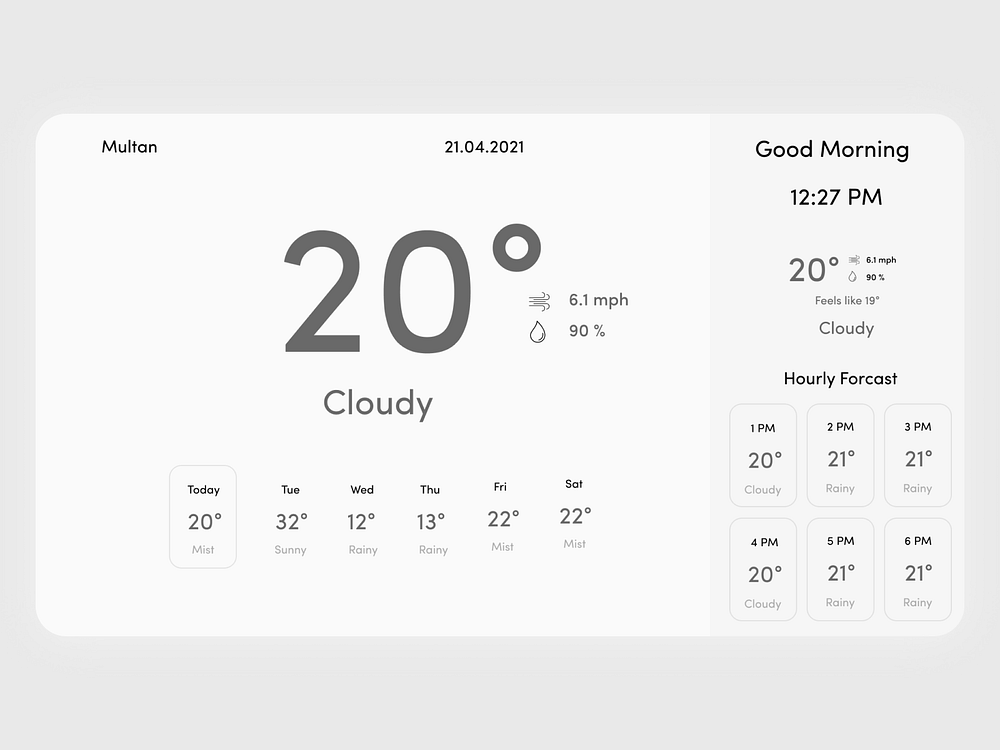 Multan
21.04.2021
20°
6.1 mph
90 %
Cloudy
Today Tue Wed Thu Fri Sat
20° 32° 12° 13° 22° 22°
Mist Sunny Rainy Rainy Mist Mist
Good Morning
12:27 PM
20°
6.1 mph
90 %
Feels like 19°
Cloudy
Hourly Forcast
1 PM 2 PM 3 PM
20° 21° 21°
Cloudy Rainy Rainy
4 PM 5 PM 6 PM
20° 21° 21°
Cloudy Rainy Rainy